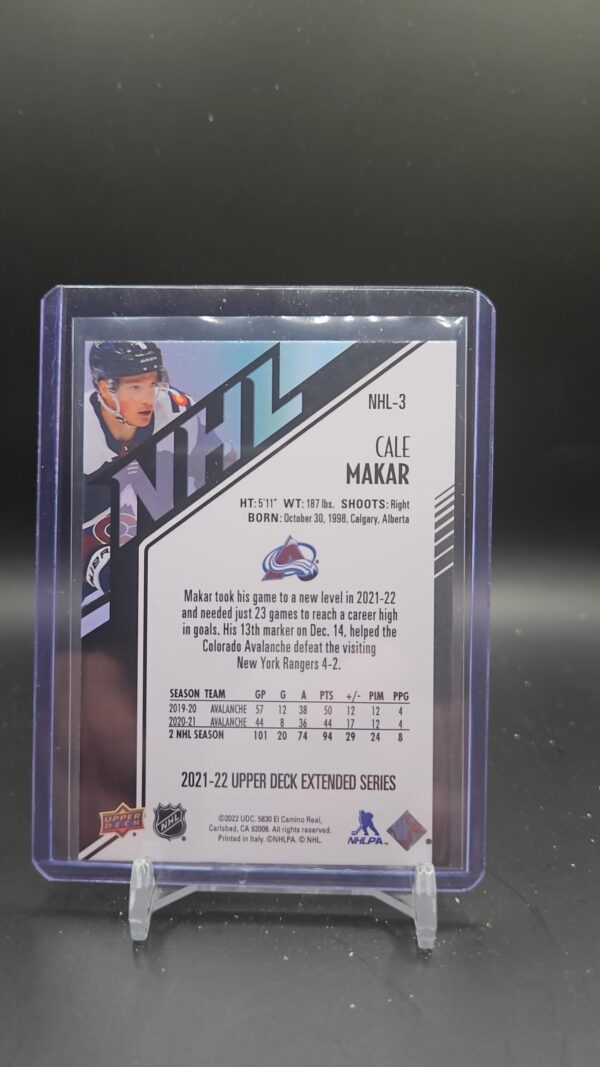 NHL
NHL-3
CALE
MAKAR
HT: 5'11" WT: 187 lbs. SHOOTS: Right
BORN: October 30, 1998, Calgary, Alberta
Makar took his game to a new level in 2021-22
and needed just 23 games to reach a career high
in goals. His 13th marker on Dec. 14, helped the
Colorado Avalanche defeat the visiting
New York Rangers 4-2.
SEASON TEAM GP G A PTS +/- PIM PPG
2019-20 AVALANCHE 57 12 38 50 12 12 4
2020-21 AVALANCHE 44 8 36 44 17 12 4
2 NHL SEASON 101 20 74 94 29 24 8
2021-22 UPPER DECK EXTENDED SERIES
UPPER DECK
NHL
©2022 UDC. 5830 El Camino Real,
Carlsbad, CA 92008. All rights reserved.
Printed in Italy. ©NHLPA. © NHL.
NHLPA